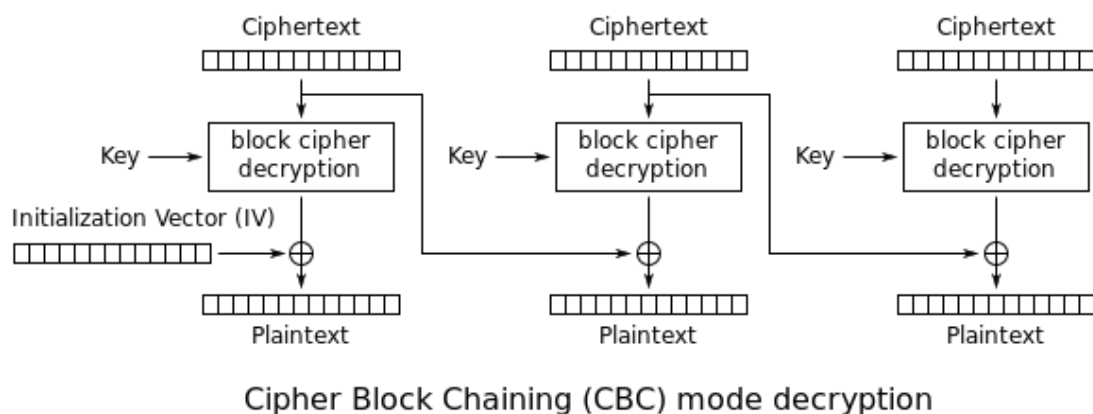 Ciphertext Ciphertext Ciphertext
Key block cipher decryption Key block cipher decryption Key block cipher decryption
Initialization Vector (IV)
Plaintext Plaintext Plaintext
Cipher Block Chaining (CBC) mode decryption